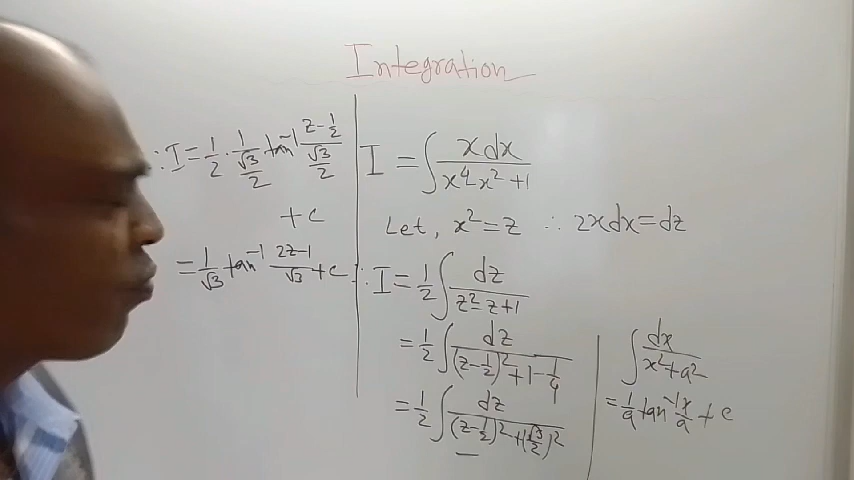 Integration
I = ∫ x dx / (x⁴ - x² + 1)
Let, x² = z ∴ 2x dx = dz
∴ I = 1/2 ∫ dz / (z² - z + 1)
= 1/2 ∫ dz / ((z - 1/2)² + 1 - 1/4)
= 1/2 ∫ dz / ((z - 1/2)² + (√3/2)²)
∫ dx / (x² + a²)
= 1/a tan⁻¹ x/a + c
∴ I = 1/2 · 1/(√3/2) tan⁻¹ (z - 1/2)/(√3/2)
+ c
= 1/√3 tan⁻¹ (2z - 1)/√3 + c